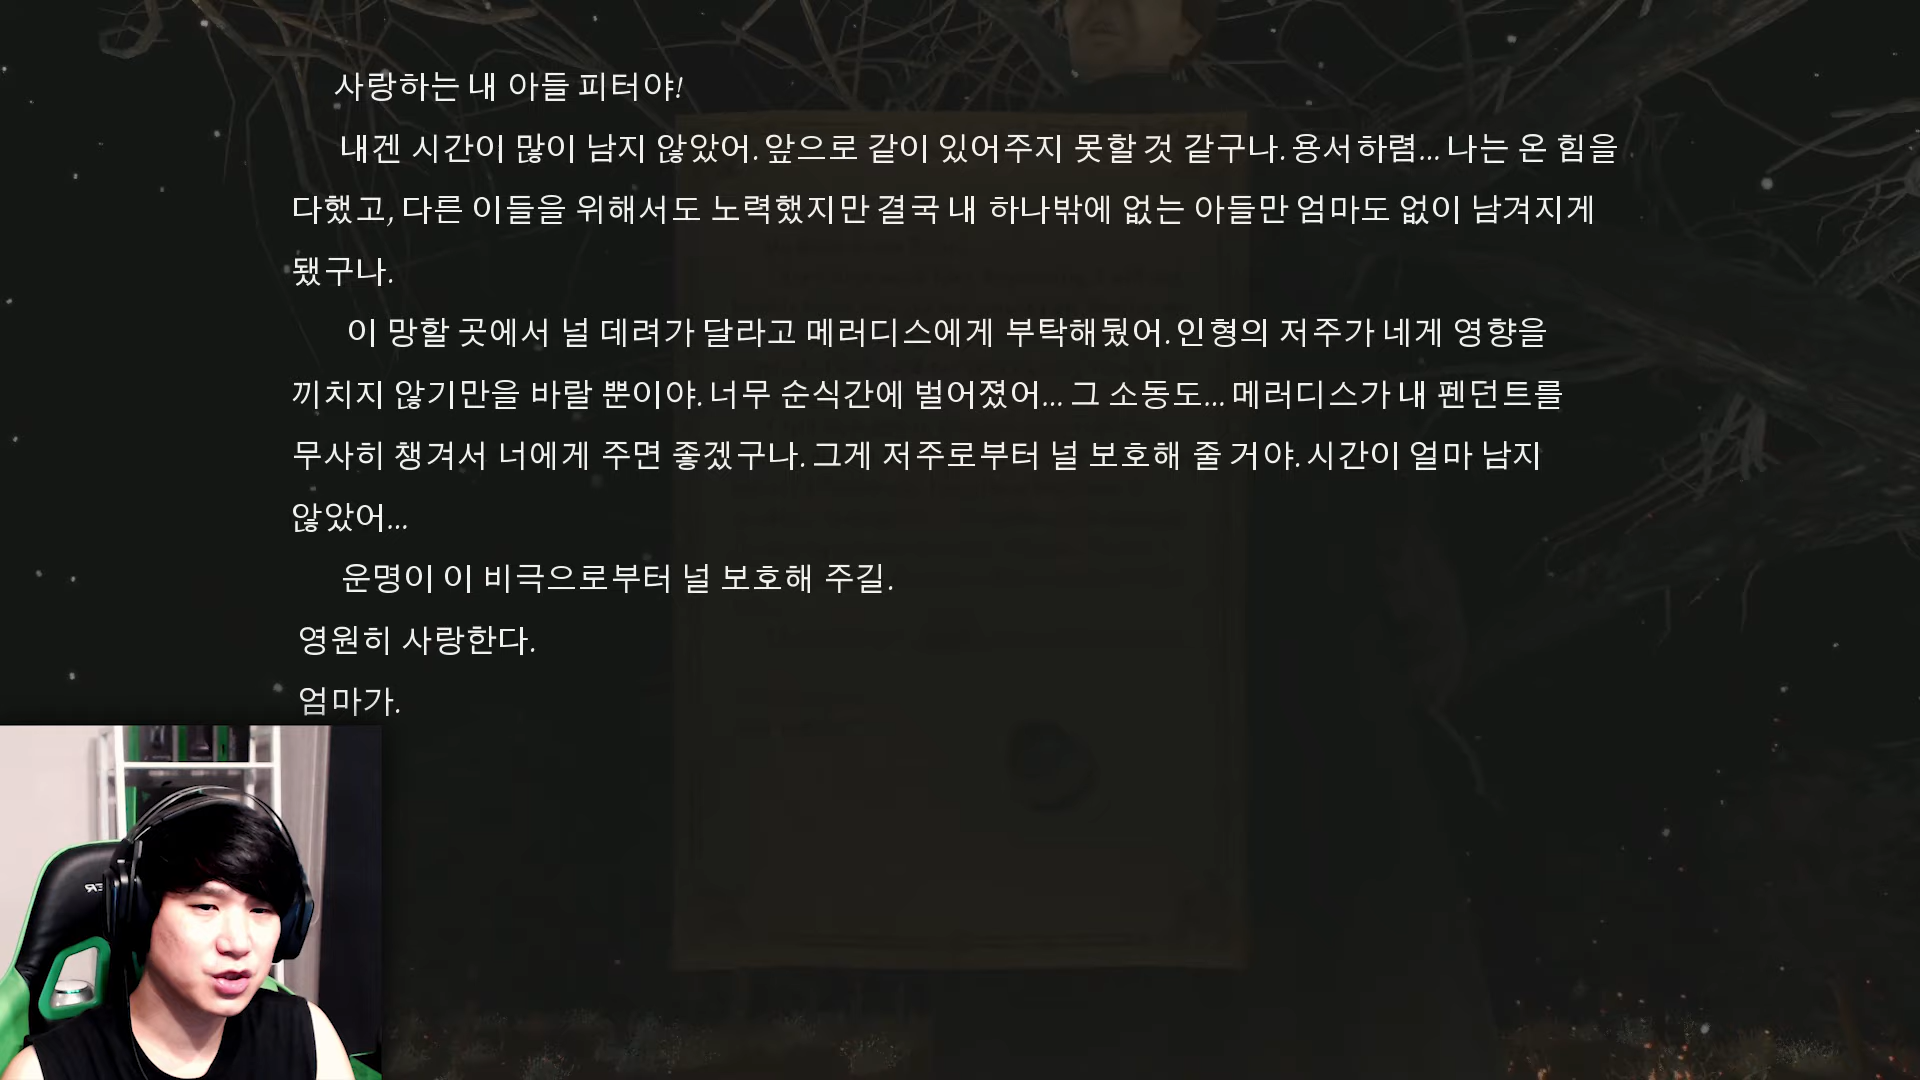 사랑하는 내 아들 피터야!
내겐 시간이 많이 남지 않았어. 앞으로 같이 있어주지 못할 것 같구나. 용서하렴... 나는 온 힘을
다했고, 다른 이들을 위해서도 노력했지만 결국 내 하나밖에 없는 아들만 엄마도 없이 남겨지게
됐구나.
이 망할 곳에서 널 데려가 달라고 메러디스에게 부탁해뒀어. 인형의 저주가 네게 영향을
끼치지 않기만을 바랄 뿐이야. 너무 순식간에 벌어졌어... 그 소동도... 메러디스가 내 펜던트를
무사히 챙겨서 너에게 주면 좋겠구나. 그게 저주로부터 널 보호해 줄 거야. 시간이 얼마 남지
않았어...
운명이 이 비극으로부터 널 보호해 주길.
영원히 사랑한다.
엄마가.